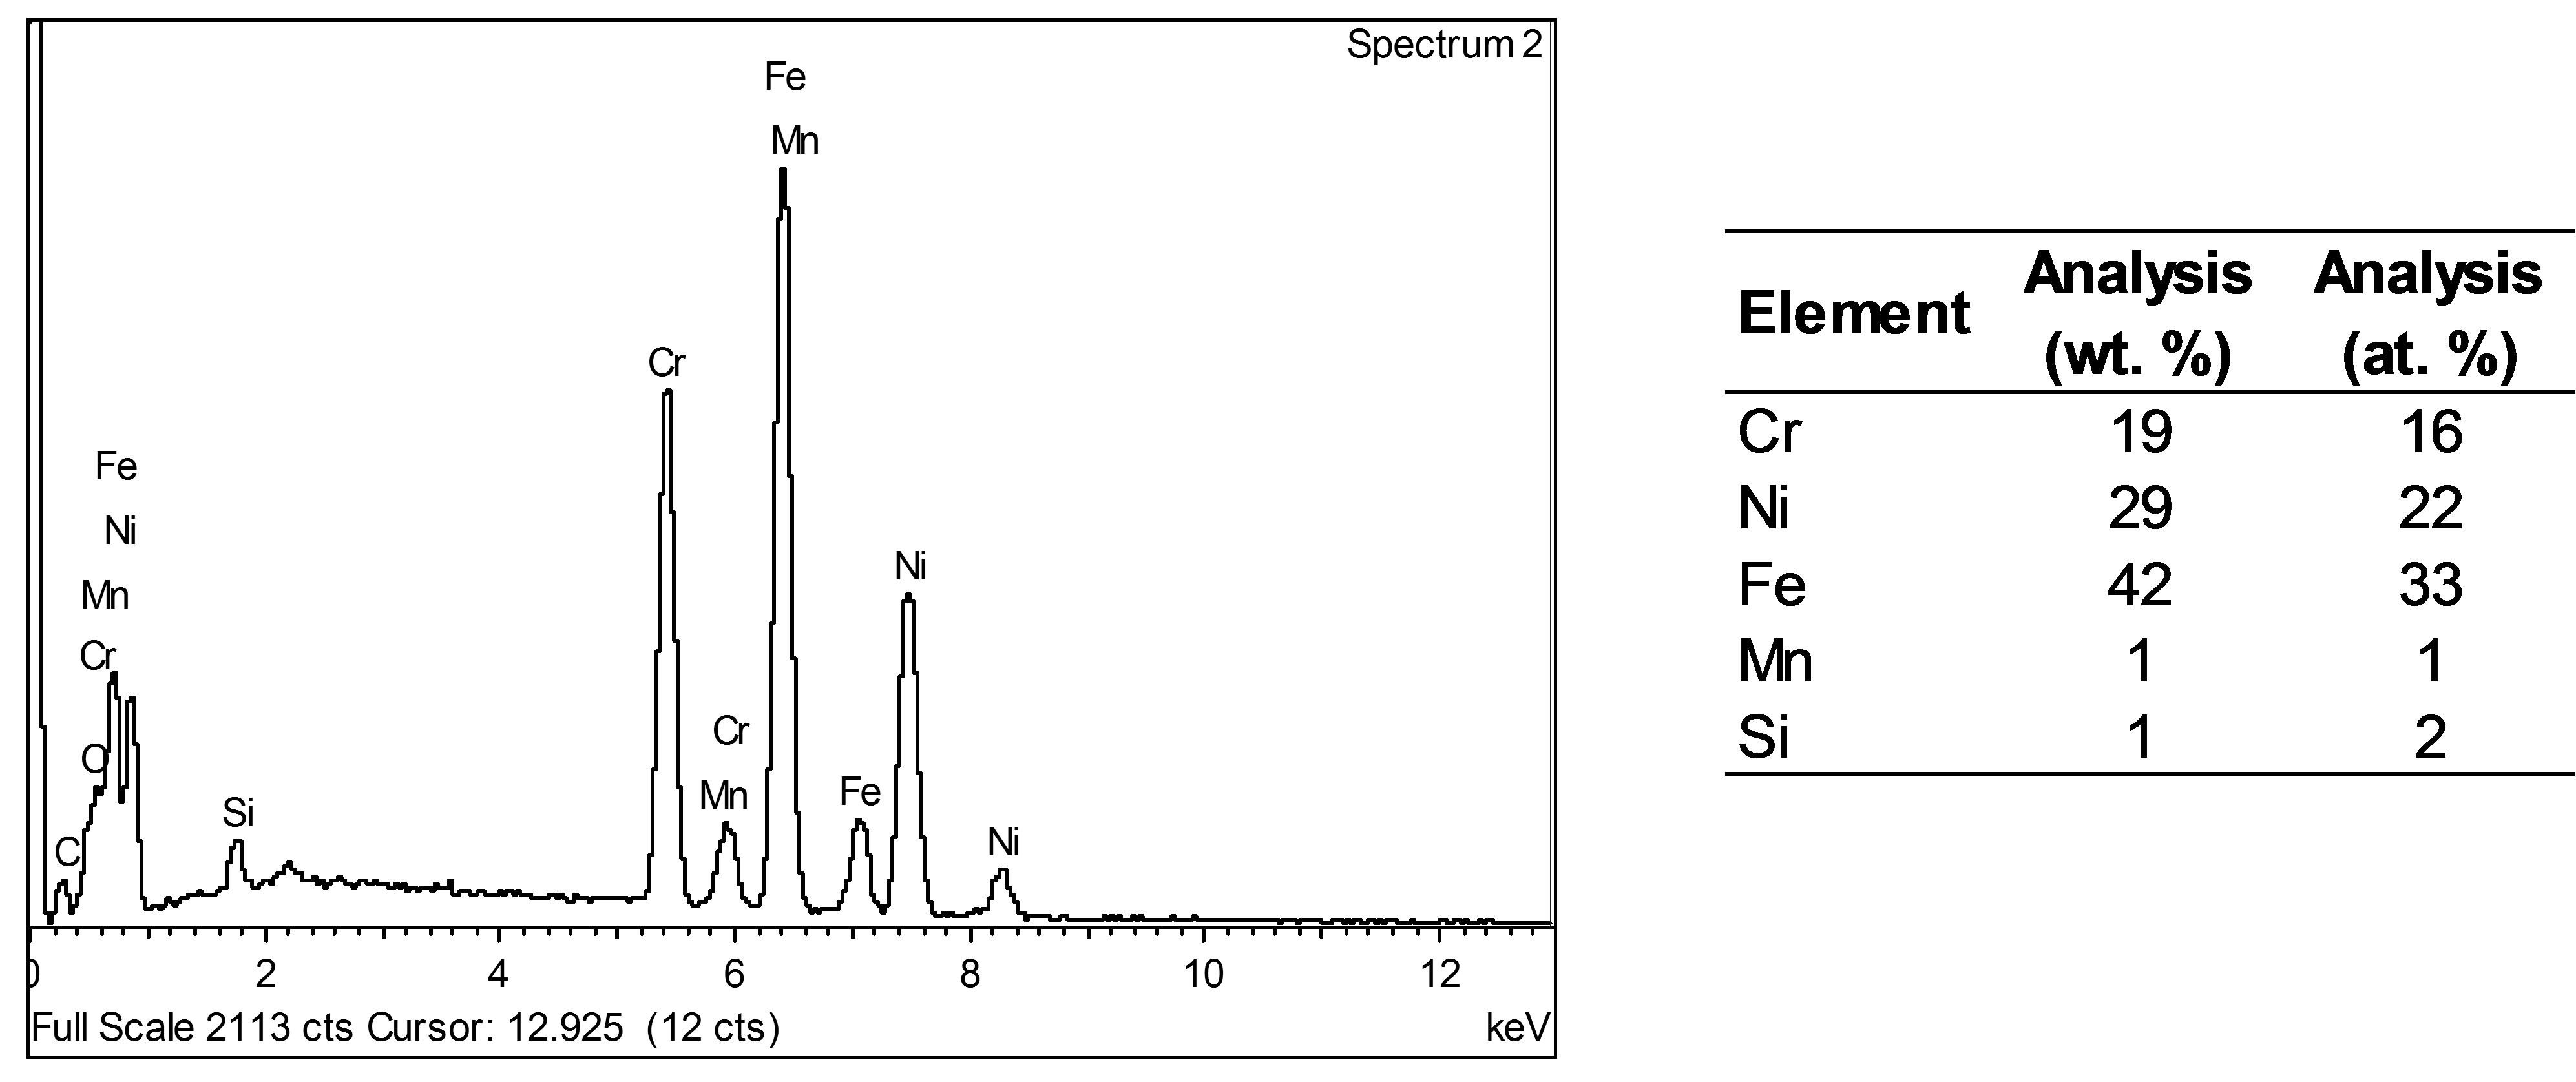 Spectrum 2
Fe
Mn
Cr
Fe
Ni
Ni
Mn
Cr
Cr
O
Mn
Fe
Si
Ni
C
0 2 4 6 8 10 12
Full Scale 2113 cts Cursor: 12.925 (12 cts) keV
Element Analysis (wt. %) Analysis (at. %)
Cr 19 16
Ni 29 22
Fe 42 33
Mn 1 1
Si 1 2